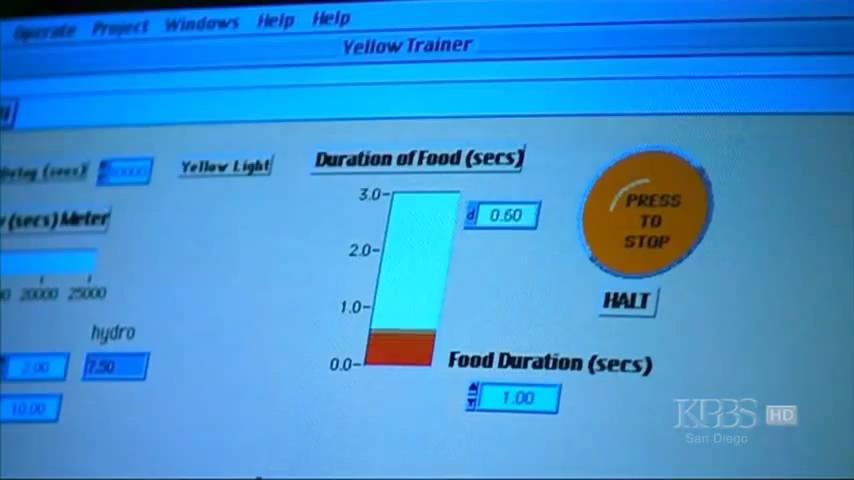 Operate Project Windows Help Help
Yellow Trainer
Delay (secs)
Yellow Light
Duration of Food (secs)
3.0
d 0.60
PRESS
TO
STOP
(secs) Meter
2.0
20000 25000
1.0
HALT
hydro
2.00
7.50
0.0
Food Duration (secs)
1.00
10.00
KPBS HD
San Diego